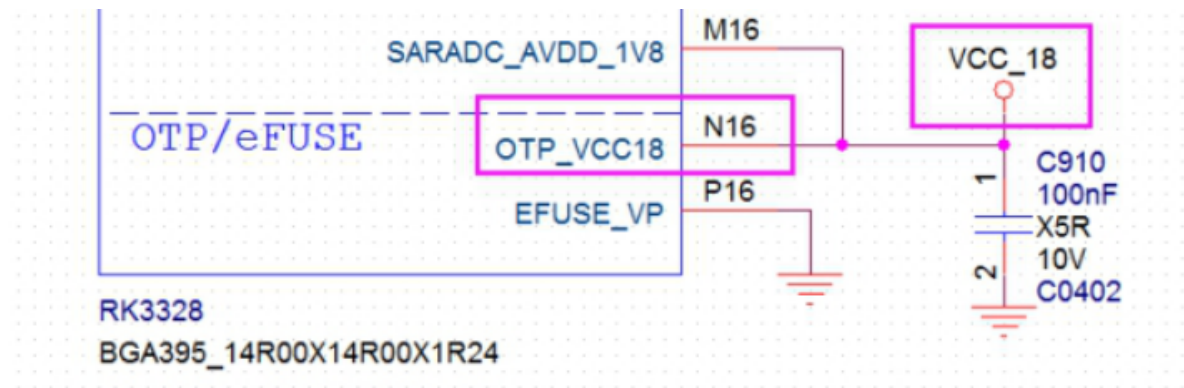 M16
SARADC_AVDD_1V8
VCC_18
OTP/eFUSE
N16
OTP_VCC18
P16
EFUSE_VP
1
C910
100nF
X5R
10V
2
C0402
RK3328
BGA395_14R00X14R00X1R24